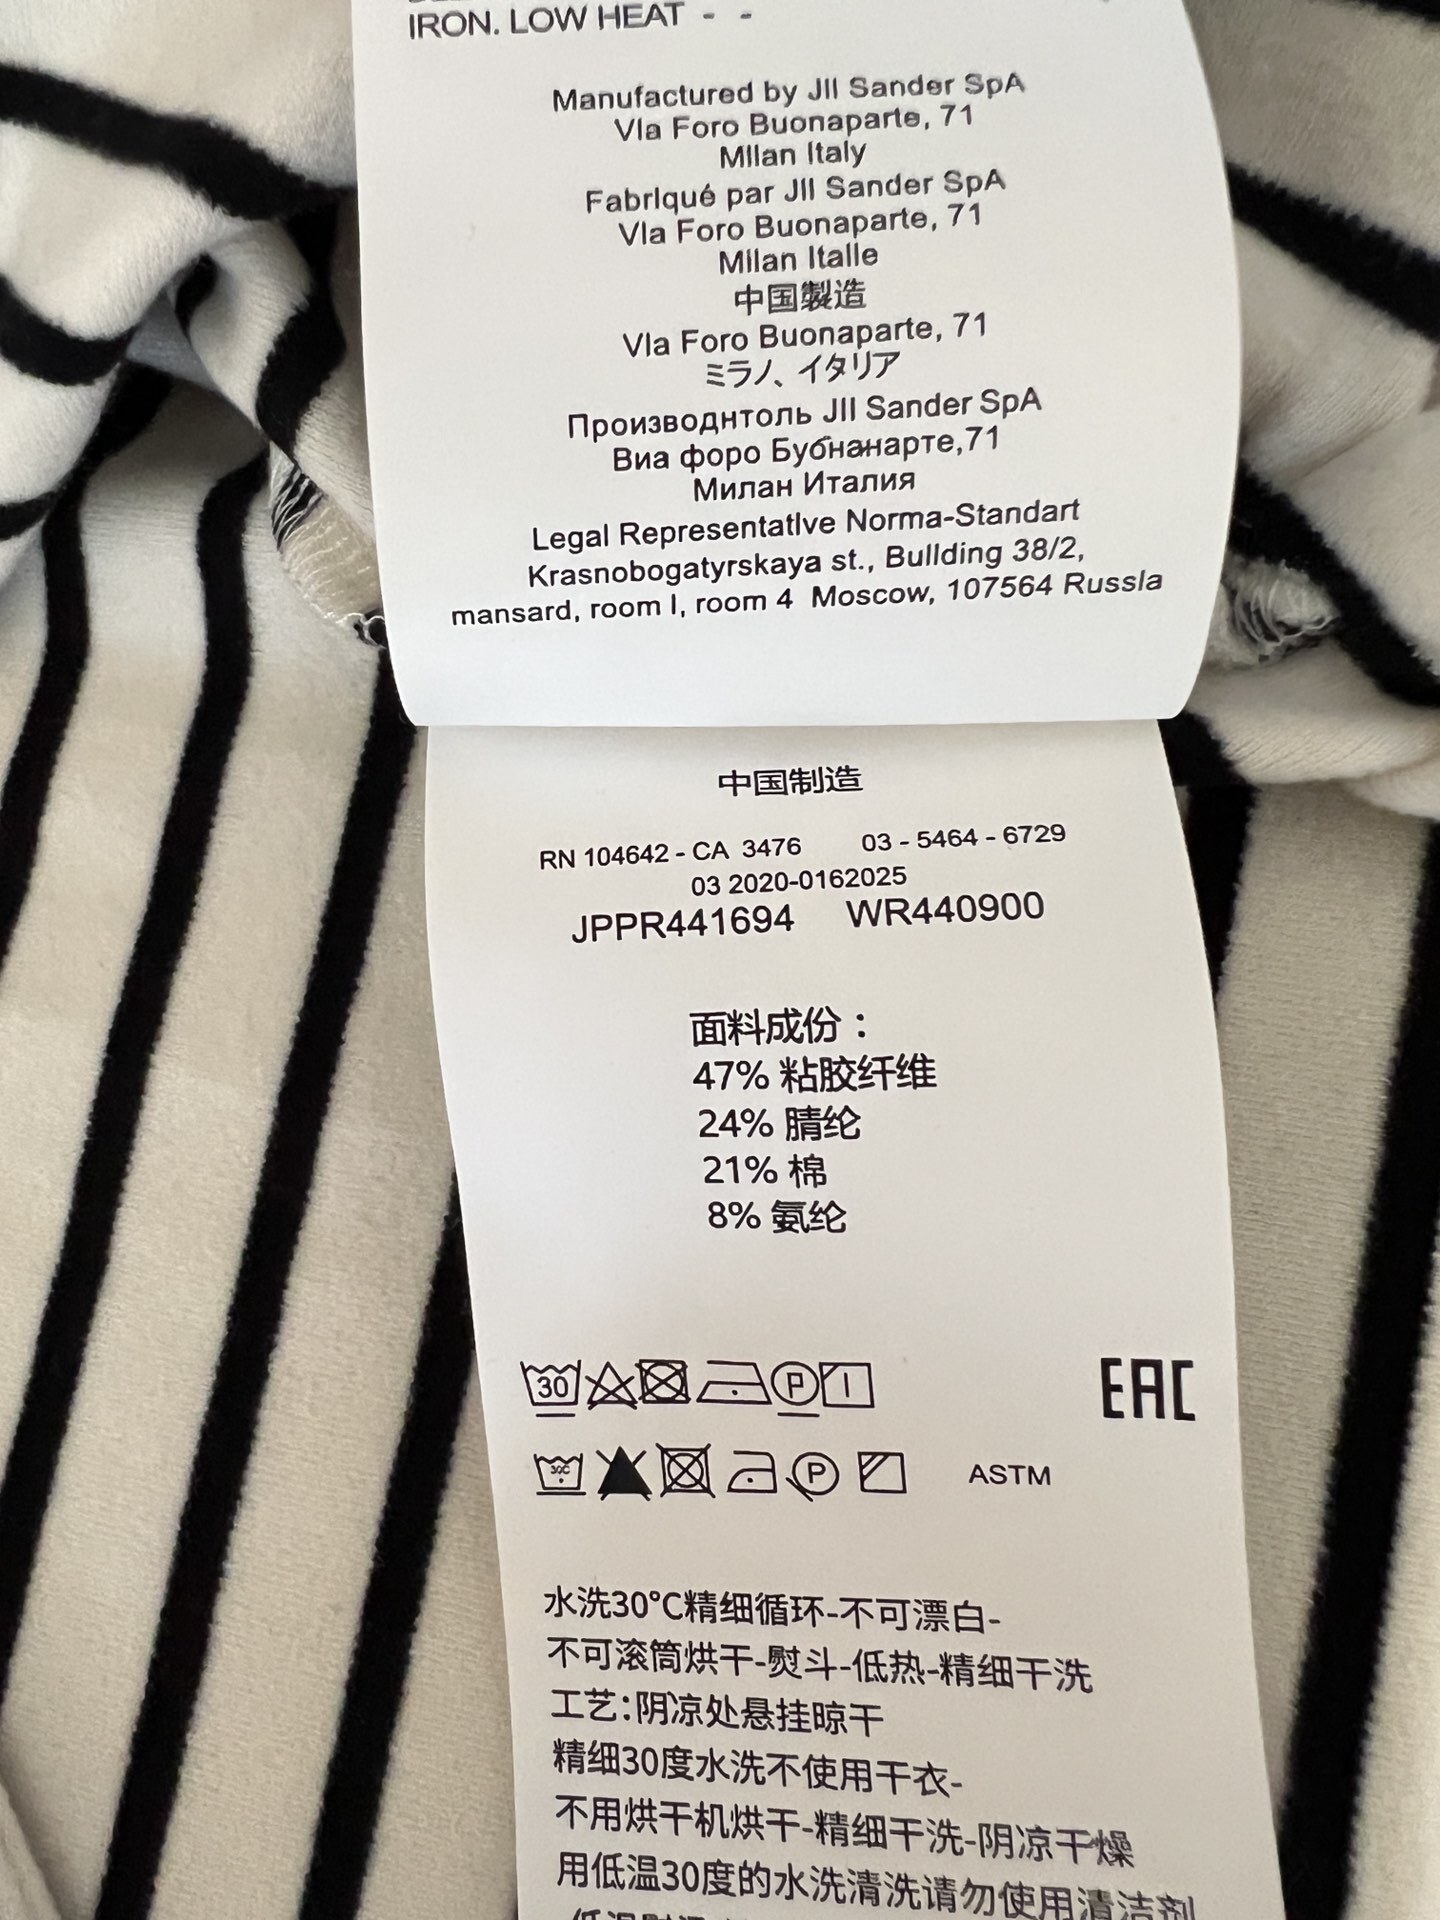 IRON. LOW HEAT - -
Manufactured by JIl Sander SpA
VIa Foro Buonaparte, 71
MIlan Italy
FabrIqué par JIl Sander SpA
VIa Foro Buonaparte, 71
Milan ItalIe
中国製造
VIa Foro Buonaparte, 71
ミラノ、イタリア
Производнтоль JIl Sander SpA
Виа форо Бубнанарте,71
Милан Италия
Legal RepresentatIve Norma-Standart
Krasnobogatyrskaya st., BuIlding 38/2,
mansard, room I, room 4 Moscow, 107564 RussIa
中国制造
RN 104642 - CA 3476 03 - 5464 - 6729
03 2020-0162025
JPPR441694 WR440900
面料成份：
47% 粘胶纤维
24% 腈纶
21% 棉
8% 氨纶
30 P EAC
30C P ASTM
水洗30°C精细循环-不可漂白-
不可滚筒烘干-熨斗-低热-精细干洗
工艺:阴凉处悬挂晾干
精细30度水洗不使用干衣-
不用烘干机烘干-精细干洗-阴凉干燥
用低温30度的水洗清洗请勿使用清洁剂